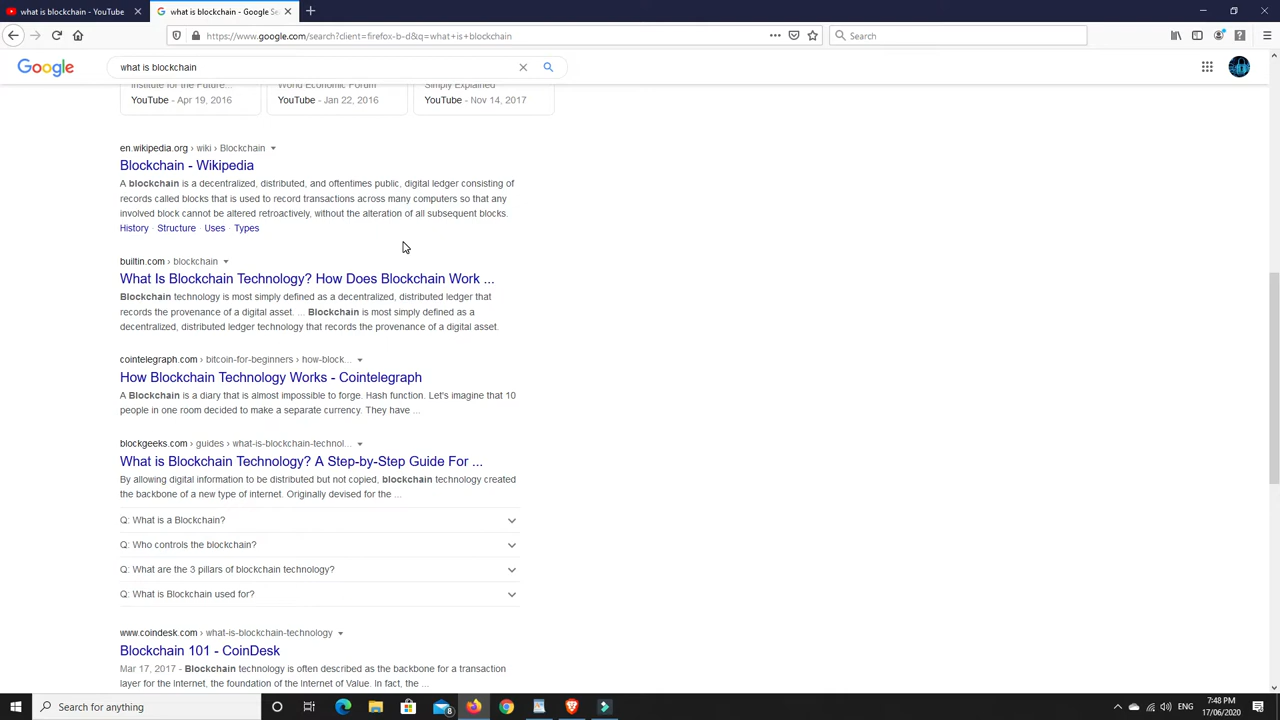 what is blockchain - YouTube
what is blockchain - Google Se
https://www.google.com/search?client=firefox-b-d&q=what+is+blockchain
Search
Google
what is blockchain
Institute for the Future...
World Economic Forum
Simply Explained
YouTube - Apr 19, 2016
YouTube - Jan 22, 2016
YouTube - Nov 14, 2017
en.wikipedia.org › wiki › Blockchain
Blockchain - Wikipedia
A blockchain is a decentralized, distributed, and oftentimes public, digital ledger consisting of
records called blocks that is used to record transactions across many computers so that any
involved block cannot be altered retroactively, without the alteration of all subsequent blocks.
History · Structure · Uses · Types
builtin.com › blockchain
What Is Blockchain Technology? How Does Blockchain Work ...
Blockchain technology is most simply defined as a decentralized, distributed ledger that
records the provenance of a digital asset. ... Blockchain is most simply defined as a
decentralized, distributed ledger technology that records the provenance of a digital asset.
cointelegraph.com › bitcoin-for-beginners › how-block...
How Blockchain Technology Works - Cointelegraph
A Blockchain is a diary that is almost impossible to forge. Hash function. Let's imagine that 10
people in one room decided to make a separate currency. They have ...
blockgeeks.com › guides › what-is-blockchain-technol...
What is Blockchain Technology? A Step-by-Step Guide For ...
By allowing digital information to be distributed but not copied, blockchain technology created
the backbone of a new type of internet. Originally devised for the ...
Q: What is a Blockchain?
Q: Who controls the blockchain?
Q: What are the 3 pillars of blockchain technology?
Q: What is Blockchain used for?
www.coindesk.com › what-is-blockchain-technology
Blockchain 101 - CoinDesk
Mar 17, 2017 - Blockchain technology is often described as the backbone for a transaction
layer for the Internet, the foundation of the Internet of Value. In fact, the ...
Search for anything
8
ENG
7:48 PM
17/06/2020